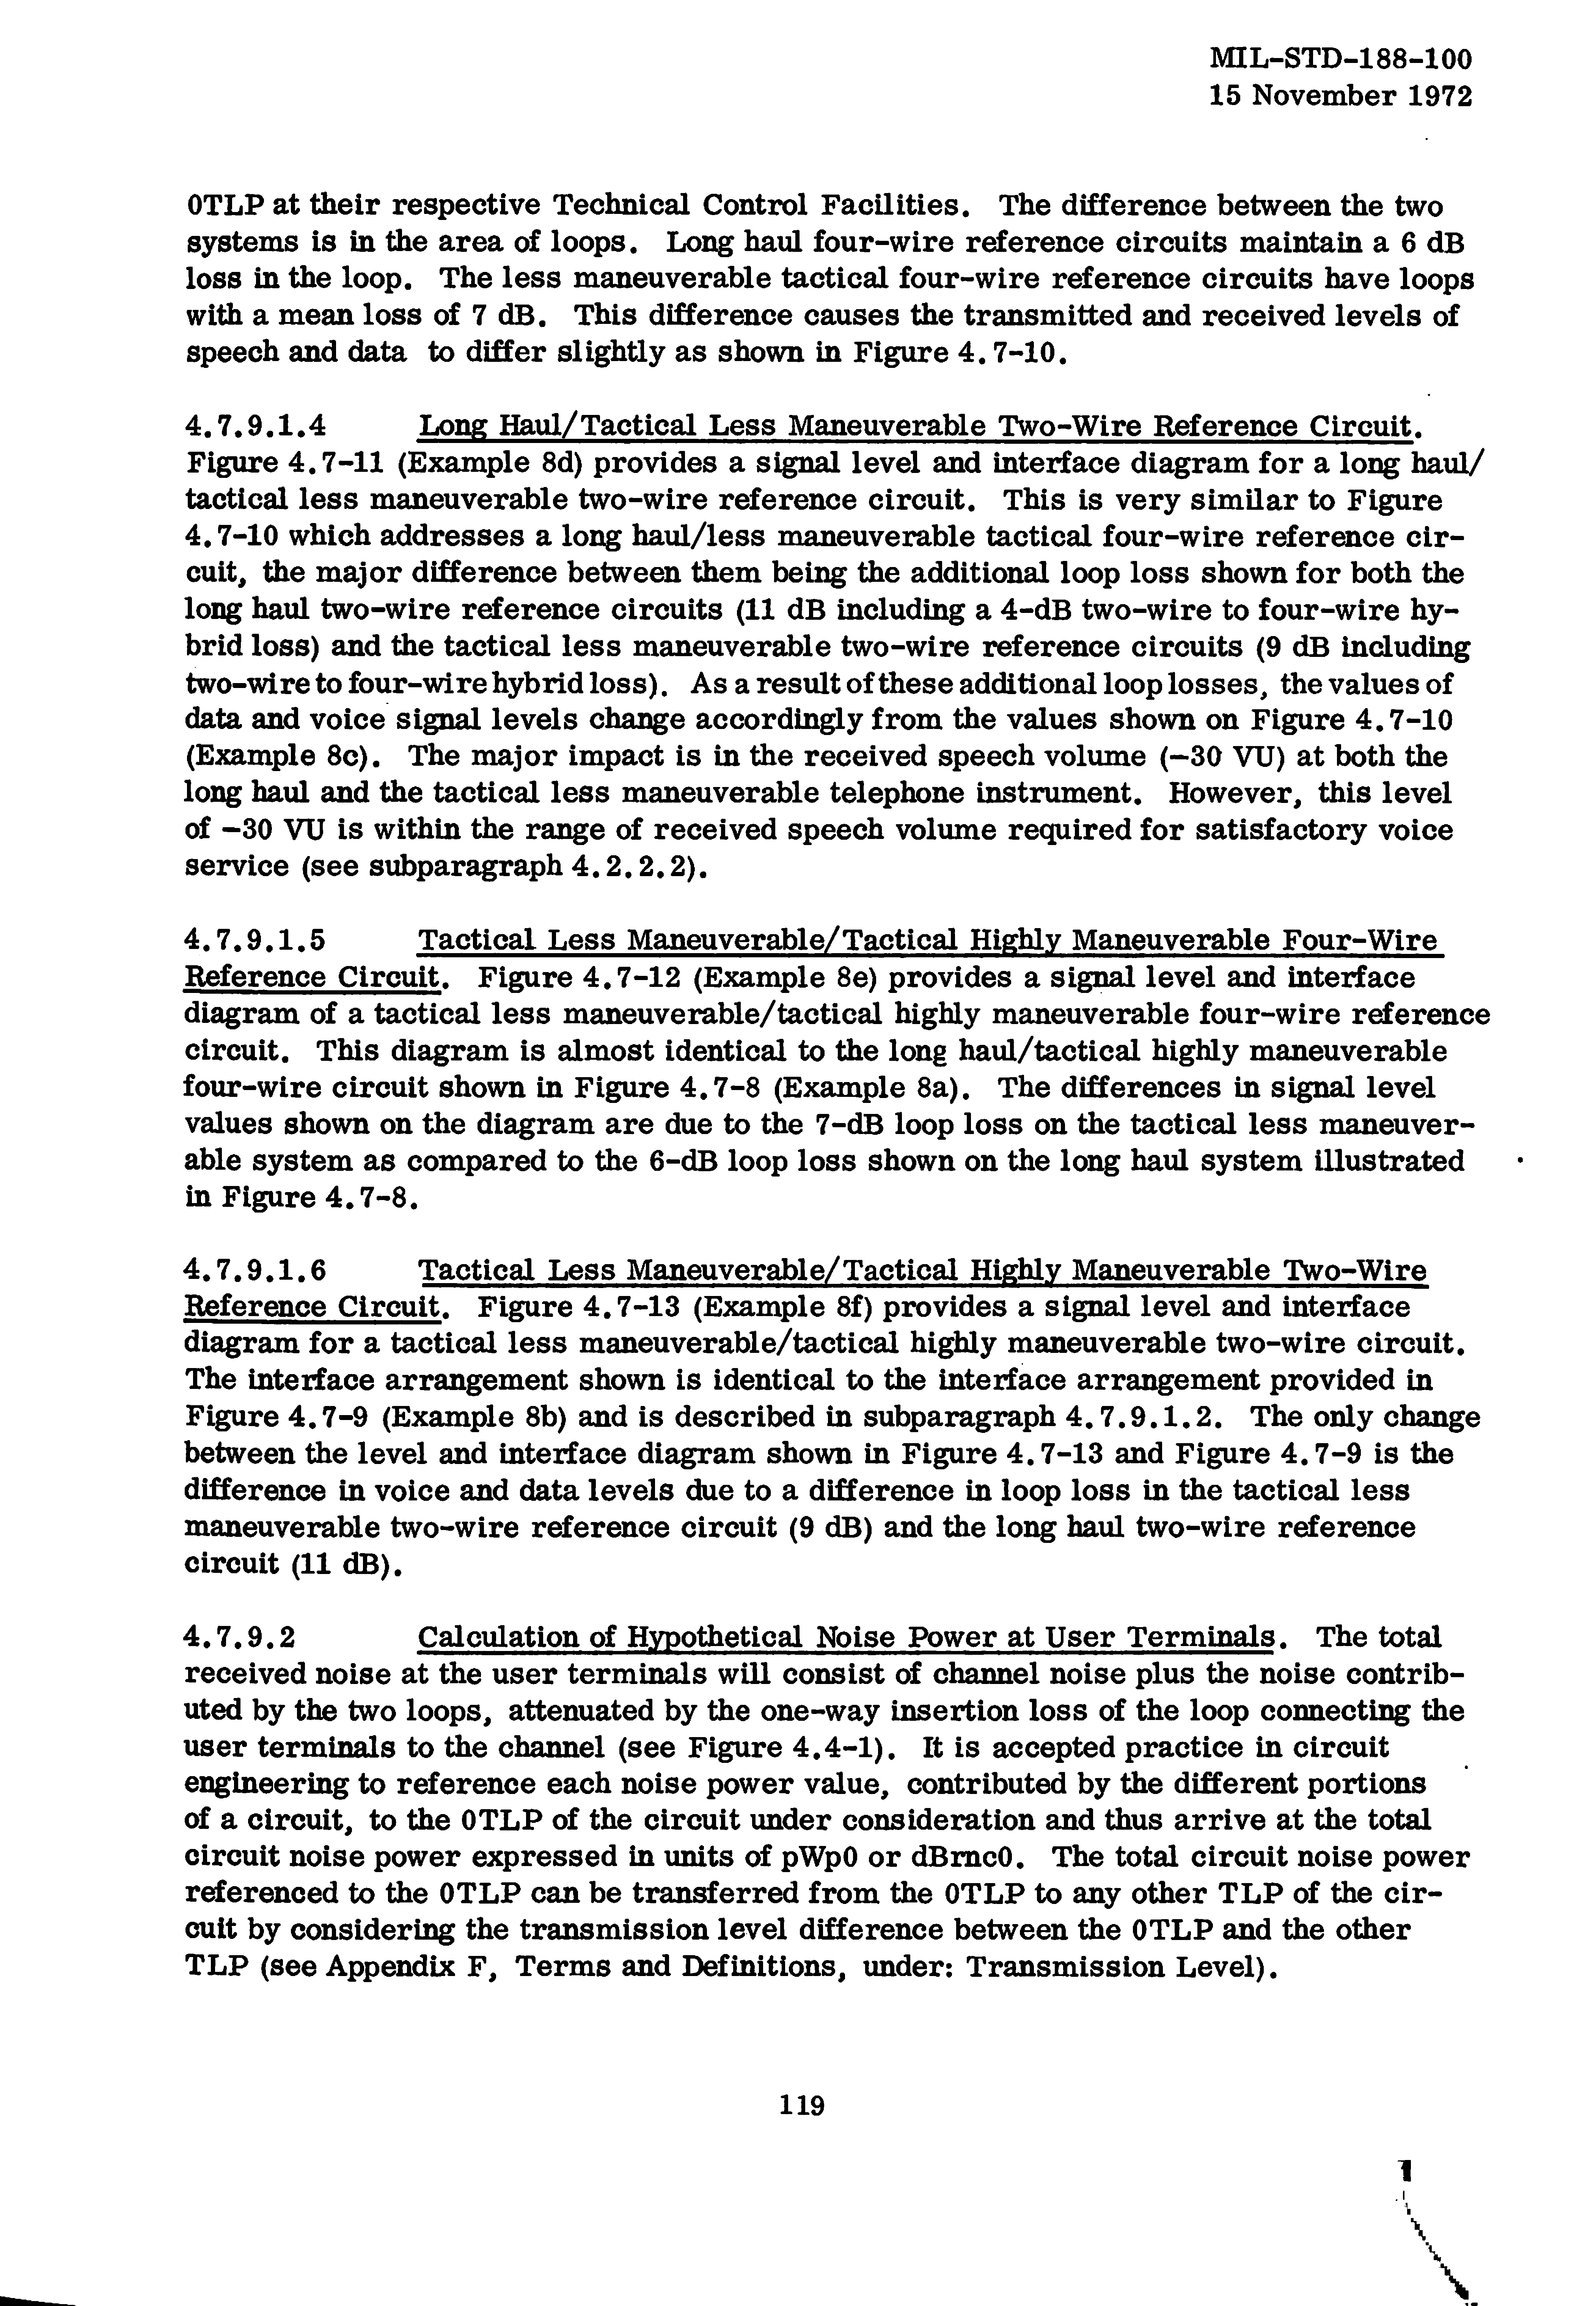 MIL-STD-188-100
15 November 1972
0TLP at their respective Technical Control Facilities. The difference between the two
systems is in the area of loops. Long haul four-wire reference circuits maintain a 6 dB
loss in the loop. The less maneuverable tactical four-wire reference circuits have loops
with a mean loss of 7 dB. This difference causes the transmitted and received levels of
speech and data to differ slightly as shown in Figure 4.7-10.
4.7.9.1.4 Long Haul/Tactical Less Maneuverable Two-Wire Reference Circuit.
Figure 4.7-11 (Example 8d) provides a signal level and interface diagram for a long haul/
tactical less maneuverable two-wire reference circuit. This is very similar to Figure
4.7-10 which addresses a long haul/less maneuverable tactical four-wire reference cir-
cuit, the major difference between them being the additional loop loss shown for both the
long haul two-wire reference circuits (11 dB including a 4-dB two-wire to four-wire hy-
brid loss) and the tactical less maneuverable two-wire reference circuits (9 dB including
two-wire to four-wire hybrid loss). As a result of these additional loop losses, the values of
data and voice signal levels change accordingly from the values shown on Figure 4.7-10
(Example 8c). The major impact is in the received speech volume (-30 VU) at both the
long haul and the tactical less maneuverable telephone instrument. However, this level
of -30 VU is within the range of received speech volume required for satisfactory voice
service (see subparagraph 4.2.2.2).
4.7.9.1.5 Tactical Less Maneuverable/Tactical Highly Maneuverable Four-Wire
Reference Circuit. Figure 4.7-12 (Example 8e) provides a signal level and interface
diagram of a tactical less maneuverable/tactical highly maneuverable four-wire reference
circuit. This diagram is almost identical to the long haul/tactical highly maneuverable
four-wire circuit shown in Figure 4.7-8 (Example 8a). The differences in signal level
values shown on the diagram are due to the 7-dB loop loss on the tactical less maneuver-
able system as compared to the 6-dB loop loss shown on the long haul system illustrated
in Figure 4.7-8.
4.7.9.1.6 Tactical Less Maneuverable/Tactical Highly Maneuverable Two-Wire
Reference Circuit. Figure 4.7-13 (Example 8f) provides a signal level and interface
diagram for a tactical less maneuverable/tactical highly maneuverable two-wire circuit.
The interface arrangement shown is identical to the interface arrangement provided in
Figure 4.7-9 (Example 8b) and is described in subparagraph 4.7.9.1.2. The only change
between the level and interface diagram shown in Figure 4.7-13 and Figure 4.7-9 is the
difference in voice and data levels due to a difference in loop loss in the tactical less
maneuverable two-wire reference circuit (9 dB) and the long haul two-wire reference
circuit (11 dB).
4.7.9.2 Calculation of Hypothetical Noise Power at User Terminals. The total
received noise at the user terminals will consist of channel noise plus the noise contrib-
uted by the two loops, attenuated by the one-way insertion loss of the loop connecting the
user terminals to the channel (see Figure 4.4-1). It is accepted practice in circuit
engineering to reference each noise power value, contributed by the different portions
of a circuit, to the 0TLP of the circuit under consideration and thus arrive at the total
circuit noise power expressed in units of pWp0 or dBrnc0. The total circuit noise power
referenced to the 0TLP can be transferred from the 0TLP to any other TLP of the cir-
cuit by considering the transmission level difference between the 0TLP and the other
TLP (see Appendix F, Terms and Definitions, under: Transmission Level).
119